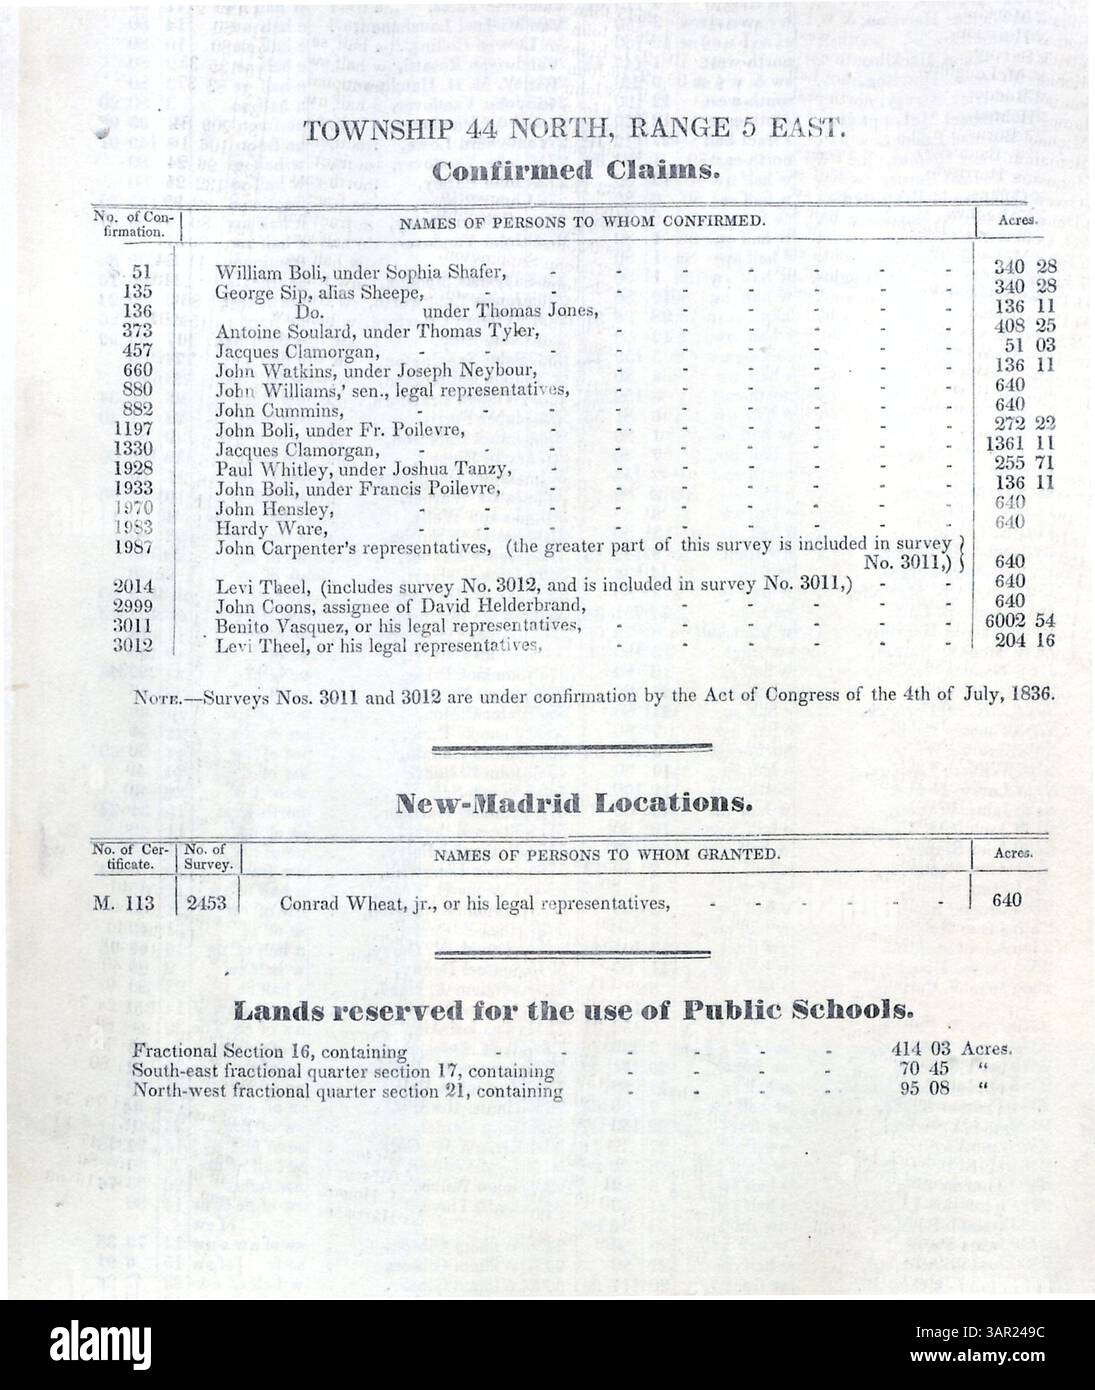 TOWNSHIP 44 NORTH, RANGE 5 EAST.
Confirmed Claims.
No. of Con-firmation. NAMES OF PERSONS TO WHOM CONFIRMED. Acres.
51 William Boli, under Sophia Shafer, - - - - - - - 340 28
135 George Sip, alias Sheepe, - - - - - - - - 340 28
136 Do. under Thomas Jones, - - - - - 136 11
373 Antoine Soulard, under Thomas Tyler, - - - - - - 408 25
457 Jacques Clamorgan, - - - - - - - - - 51 03
660 John Watkins, under Joseph Neybour, - - - - - - 136 11
880 John Williams,' sen., legal representatives, - - - - - - 640
882 John Cummins, - - - - - - - - - 640
1197 John Boli, under Fr. Poilevre, - - - - - - 272 22
1330 Jacques Clamorgan, - - - - - - - - - 1361 11
1928 Paul Whitley, under Joshua Tanzy, - - - - - - - 255 71
1933 John Boli, under Francis Poilevre, - - - - - - - 136 11
1970 John Hensley, - - - - - - - - - 640
1983 Hardy Ware, - - - - - - - - - 640
1987 John Carpenter's representatives, (the greater part of this survey is included in survey }
No. 3011,) } 640
2014 Levi Theel, (includes survey No. 3012, and is included in survey No. 3011,) - - 640
2999 John Coons, assignee of David Helderbrand, - - - - - 640
3011 Benito Vasquez, or his legal representatives, - - - - - - 6002 54
3012 Levi Theel, or his legal representatives, - - - - - - 204 16
NOTE.—Surveys Nos. 3011 and 3012 are under confirmation by the Act of Congress of the 4th of July, 1836.
New-Madrid Locations.
No. of Cer-tificate. No. of Survey. NAMES OF PERSONS TO WHOM GRANTED. Acres.
M. 113 2453 Conrad Wheat, jr., or his legal representatives, - - - - - - 640
Lands reserved for the use of Public Schools.
Fractional Section 16, containing - - - - - - 414 03 Acres.
South-east fractional quarter section 17, containing - - - - 70 45 "
North-west fractional quarter section 21, containing - - - - 95 08 "
alamy
Image ID: 3AR249C
www.alamy.com